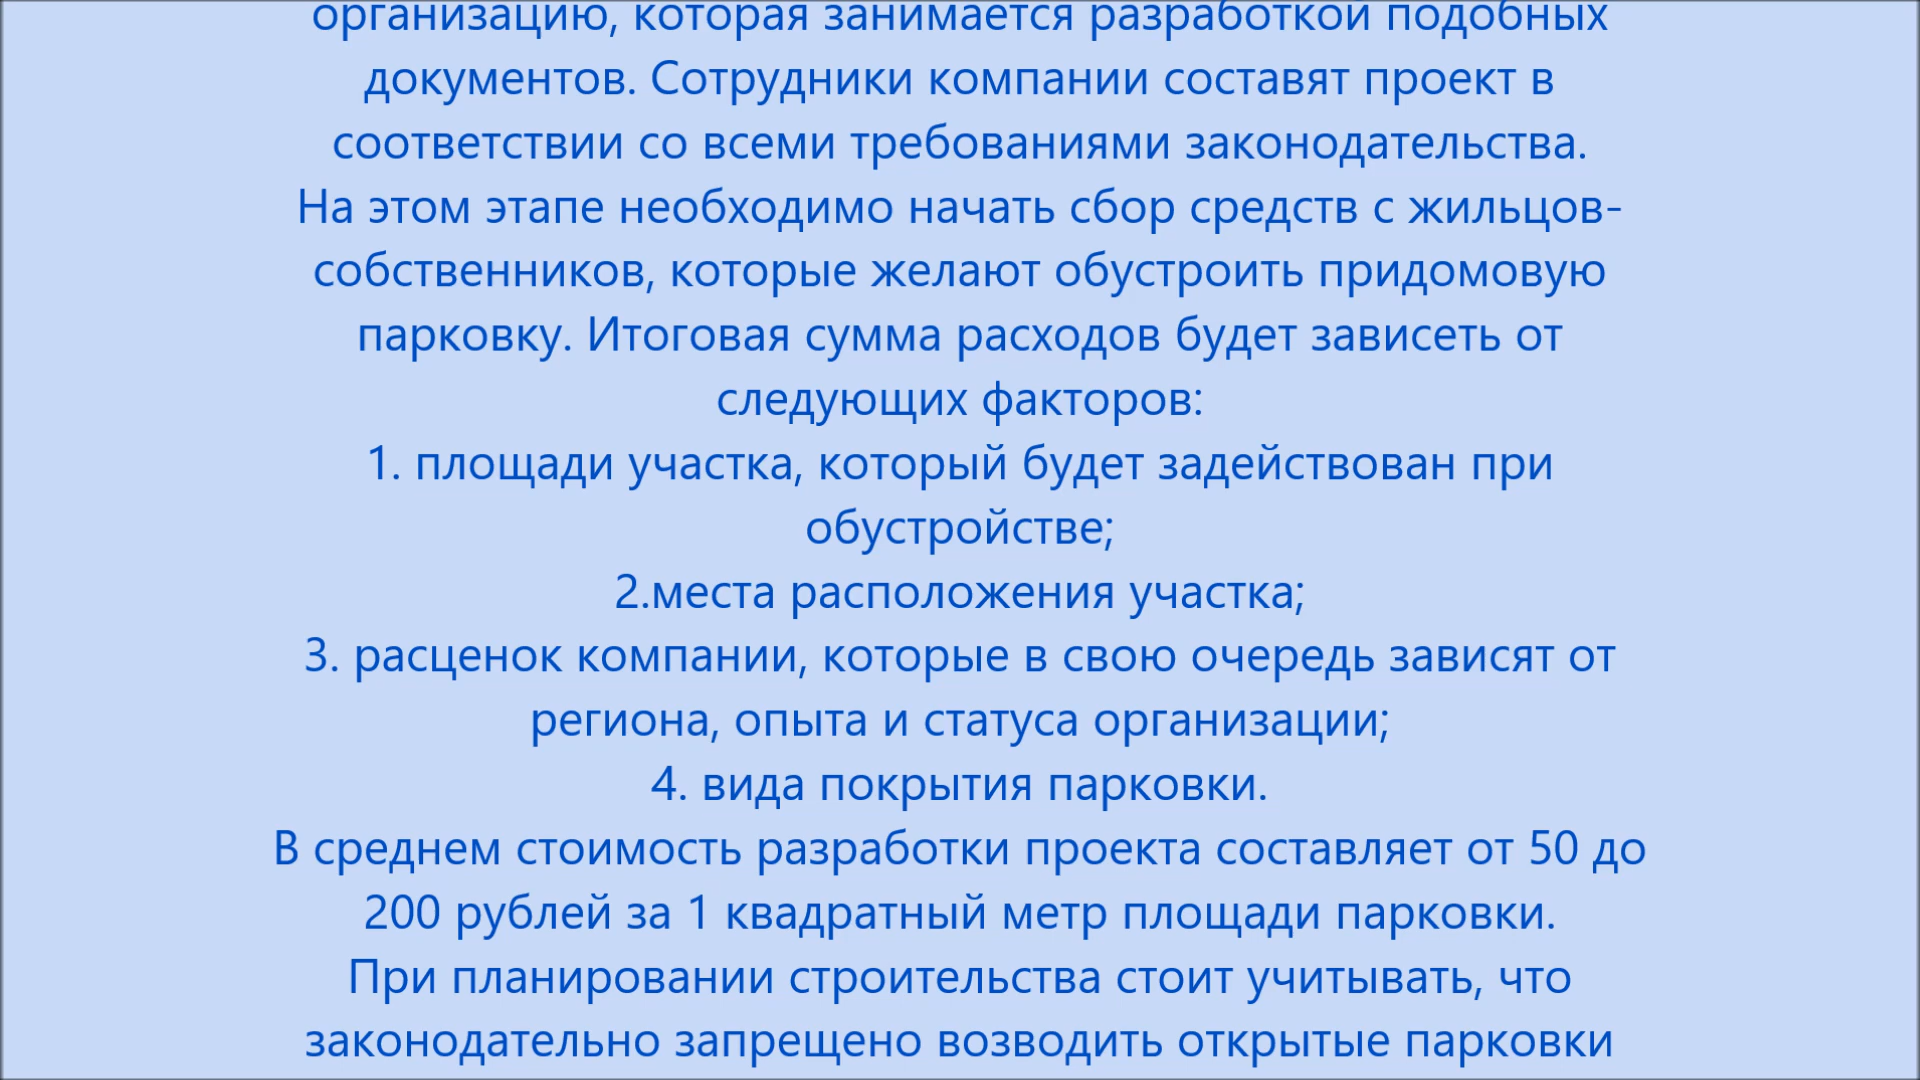 организацию, которая занимается разработкой подобных
документов. Сотрудники компании составят проект в
соответствии со всеми требованиями законодательства.
На этом этапе необходимо начать сбор средств с жильцов-
собственников, которые желают обустроить придомовую
парковку. Итоговая сумма расходов будет зависеть от
следующих факторов:
1. площади участка, который будет задействован при
обустройстве;
2.места расположения участка;
3. расценок компании, которые в свою очередь зависят от
региона, опыта и статуса организации;
4. вида покрытия парковки.
В среднем стоимость разработки проекта составляет от 50 до
200 рублей за 1 квадратный метр площади парковки.
При планировании строительства стоит учитывать, что
законодательно запрещено возводить открытые парковки